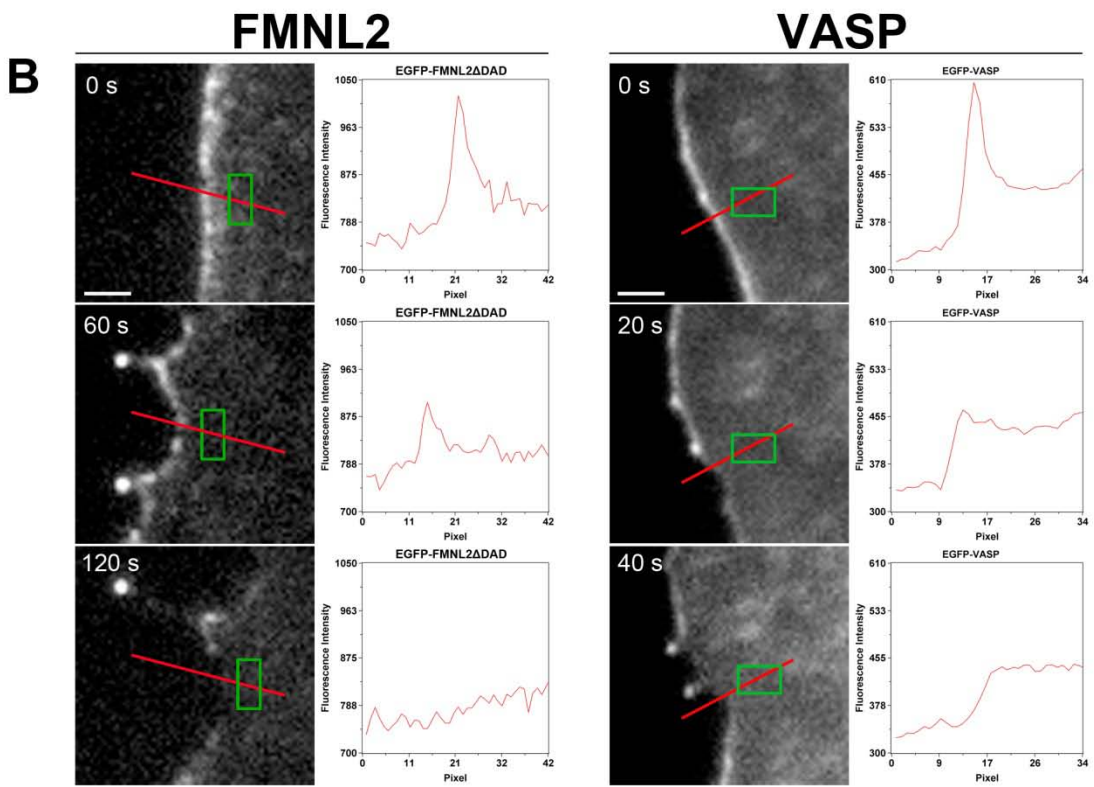 FMNL2
VASP
B
0 s
EGFP-FMNL2ΔDAD
Fluorescence Intensity
1050
963
875
788
700
0 11 21 32 42
Pixel
0 s
EGFP-VASP
Fluorescence Intensity
610
533
455
378
300
0 9 17 26 34
Pixel
60 s
EGFP-FMNL2ΔDAD
Fluorescence Intensity
1050
963
875
788
700
0 11 21 32 42
Pixel
20 s
EGFP-VASP
Fluorescence Intensity
610
533
455
378
300
0 9 17 26 34
Pixel
120 s
EGFP-FMNL2ΔDAD
Fluorescence Intensity
1050
963
875
788
700
0 11 21 32 42
Pixel
40 s
EGFP-VASP
Fluorescence Intensity
610
533
455
378
300
0 9 17 26 34
Pixel